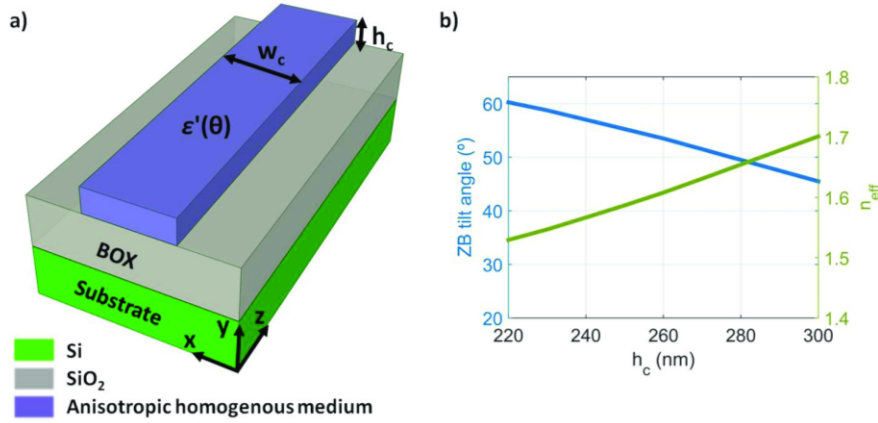 a)
w_c
h_c
ε'(θ)
BOX
Substrate
x
y
z
Si
SiO₂
Anisotropic homogenous medium
b)
ZB tilt angle (º)
60
50
40
30
20
220
240
260
280
300
h_c (nm)
1.8
1.7
1.6
1.5
1.4
n_eff